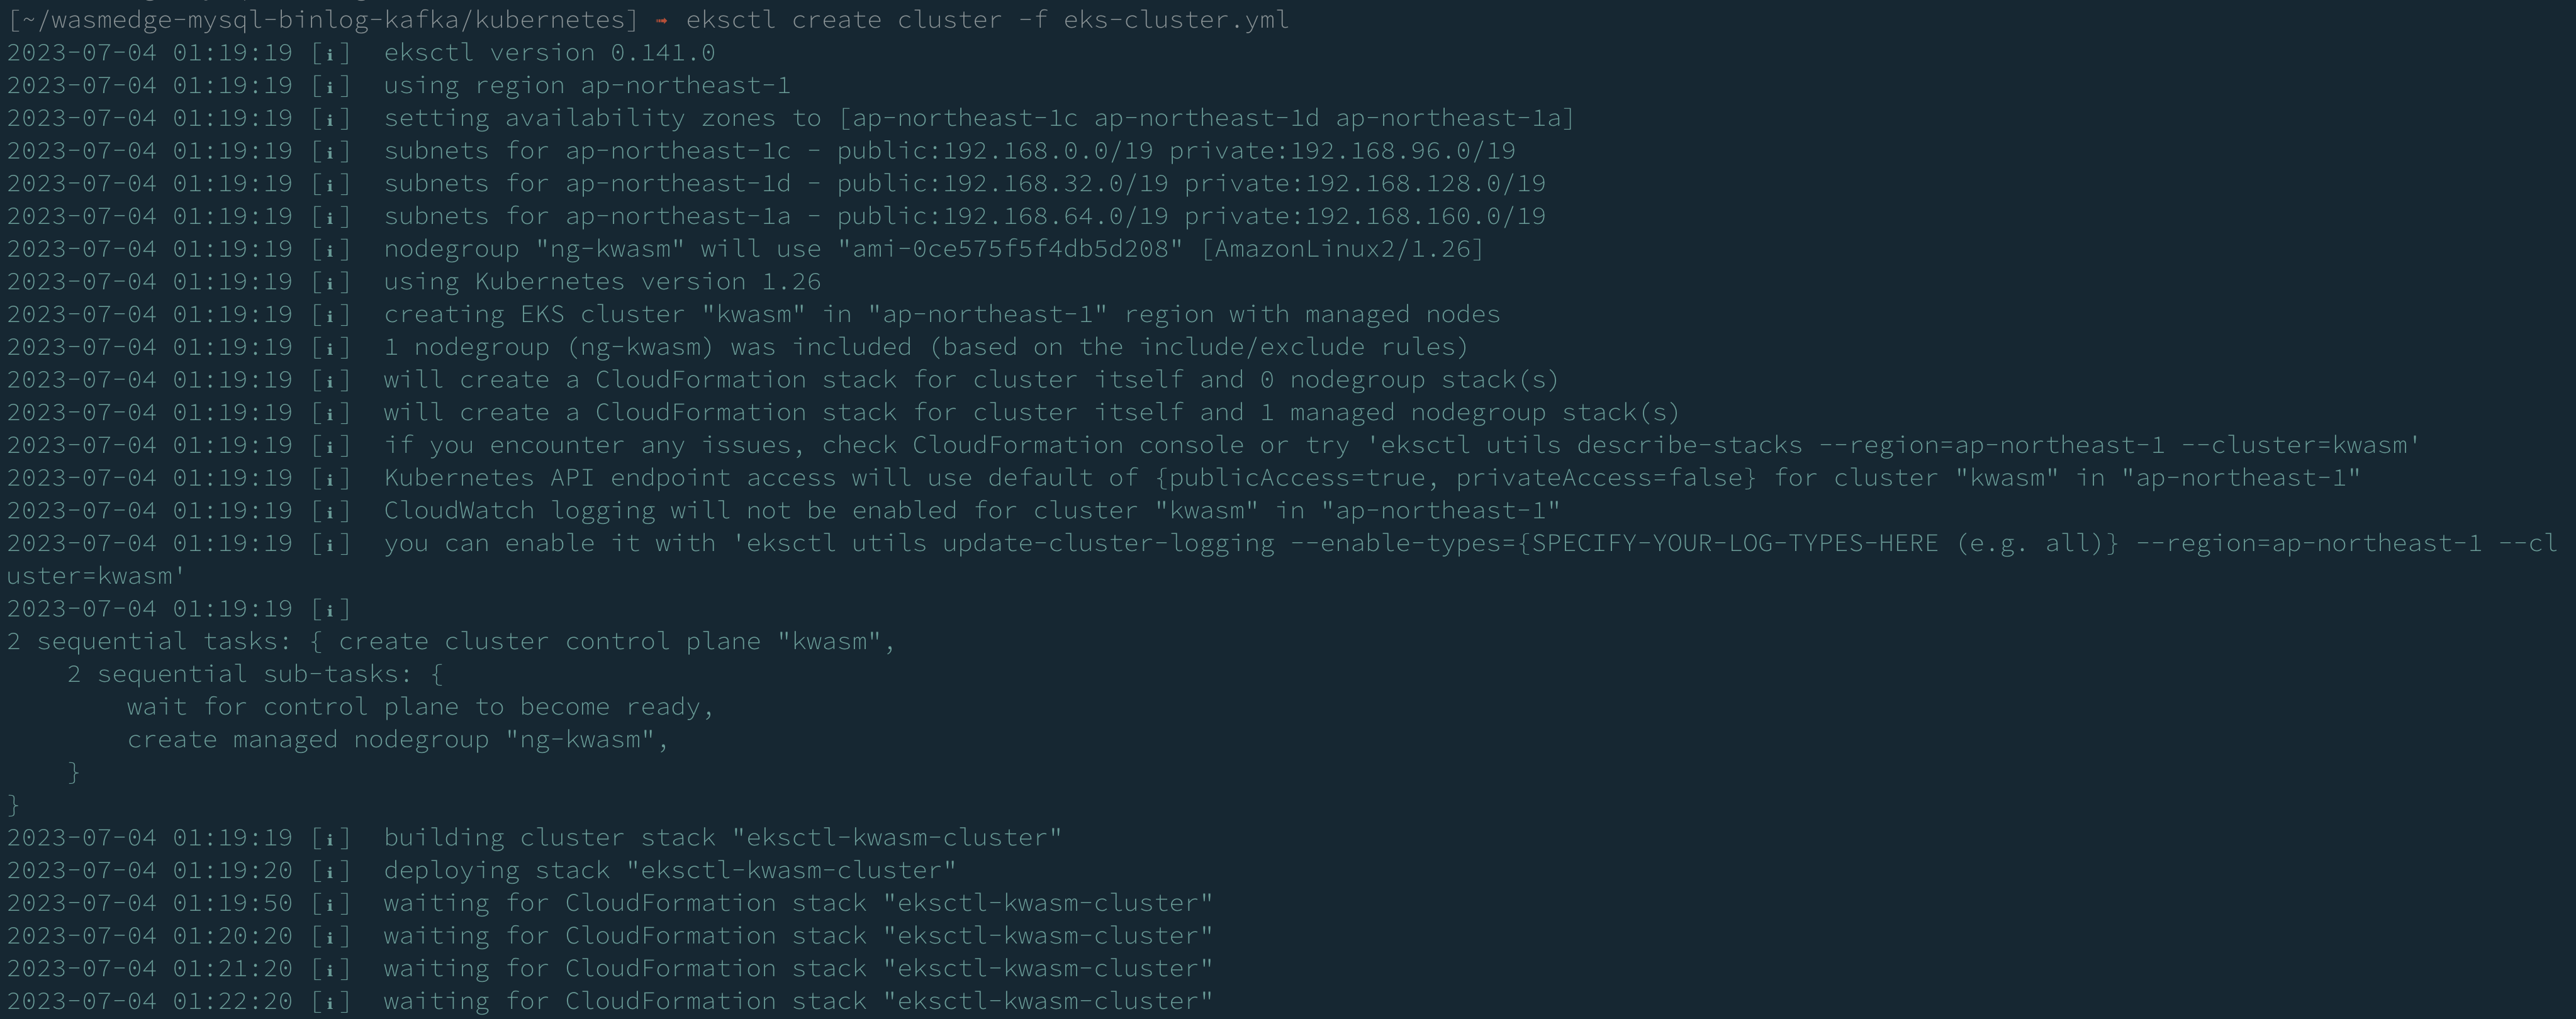 [~/wasmedge-mysql-binlog-kafka/kubernetes] → eksctl create cluster -f eks-cluster.yml
2023-07-04 01:19:19 [ℹ]  eksctl version 0.141.0
2023-07-04 01:19:19 [ℹ]  using region ap-northeast-1
2023-07-04 01:19:19 [ℹ]  setting availability zones to [ap-northeast-1c ap-northeast-1d ap-northeast-1a]
2023-07-04 01:19:19 [ℹ]  subnets for ap-northeast-1c - public:192.168.0.0/19 private:192.168.96.0/19
2023-07-04 01:19:19 [ℹ]  subnets for ap-northeast-1d - public:192.168.32.0/19 private:192.168.128.0/19
2023-07-04 01:19:19 [ℹ]  subnets for ap-northeast-1a - public:192.168.64.0/19 private:192.168.160.0/19
2023-07-04 01:19:19 [ℹ]  nodegroup "ng-kwasm" will use "ami-0ce575f5f4db5d208" [AmazonLinux2/1.26]
2023-07-04 01:19:19 [ℹ]  using Kubernetes version 1.26
2023-07-04 01:19:19 [ℹ]  creating EKS cluster "kwasm" in "ap-northeast-1" region with managed nodes
2023-07-04 01:19:19 [ℹ]  1 nodegroup (ng-kwasm) was included (based on the include/exclude rules)
2023-07-04 01:19:19 [ℹ]  will create a CloudFormation stack for cluster itself and 0 nodegroup stack(s)
2023-07-04 01:19:19 [ℹ]  will create a CloudFormation stack for cluster itself and 1 managed nodegroup stack(s)
2023-07-04 01:19:19 [ℹ]  if you encounter any issues, check CloudFormation console or try 'eksctl utils describe-stacks --region=ap-northeast-1 --cluster=kwasm'
2023-07-04 01:19:19 [ℹ]  Kubernetes API endpoint access will use default of {publicAccess=true, privateAccess=false} for cluster "kwasm" in "ap-northeast-1"
2023-07-04 01:19:19 [ℹ]  CloudWatch logging will not be enabled for cluster "kwasm" in "ap-northeast-1"
2023-07-04 01:19:19 [ℹ]  you can enable it with 'eksctl utils update-cluster-logging --enable-types={SPECIFY-YOUR-LOG-TYPES-HERE (e.g. all)} --region=ap-northeast-1 --cl
uster=kwasm'
2023-07-04 01:19:19 [ℹ]
2 sequential tasks: { create cluster control plane "kwasm",
    2 sequential sub-tasks: {
        wait for control plane to become ready,
        create managed nodegroup "ng-kwasm",
    }
}
2023-07-04 01:19:19 [ℹ]  building cluster stack "eksctl-kwasm-cluster"
2023-07-04 01:19:20 [ℹ]  deploying stack "eksctl-kwasm-cluster"
2023-07-04 01:19:50 [ℹ]  waiting for CloudFormation stack "eksctl-kwasm-cluster"
2023-07-04 01:20:20 [ℹ]  waiting for CloudFormation stack "eksctl-kwasm-cluster"
2023-07-04 01:21:20 [ℹ]  waiting for CloudFormation stack "eksctl-kwasm-cluster"
2023-07-04 01:22:20 [ℹ]  waiting for CloudFormation stack "eksctl-kwasm-cluster"